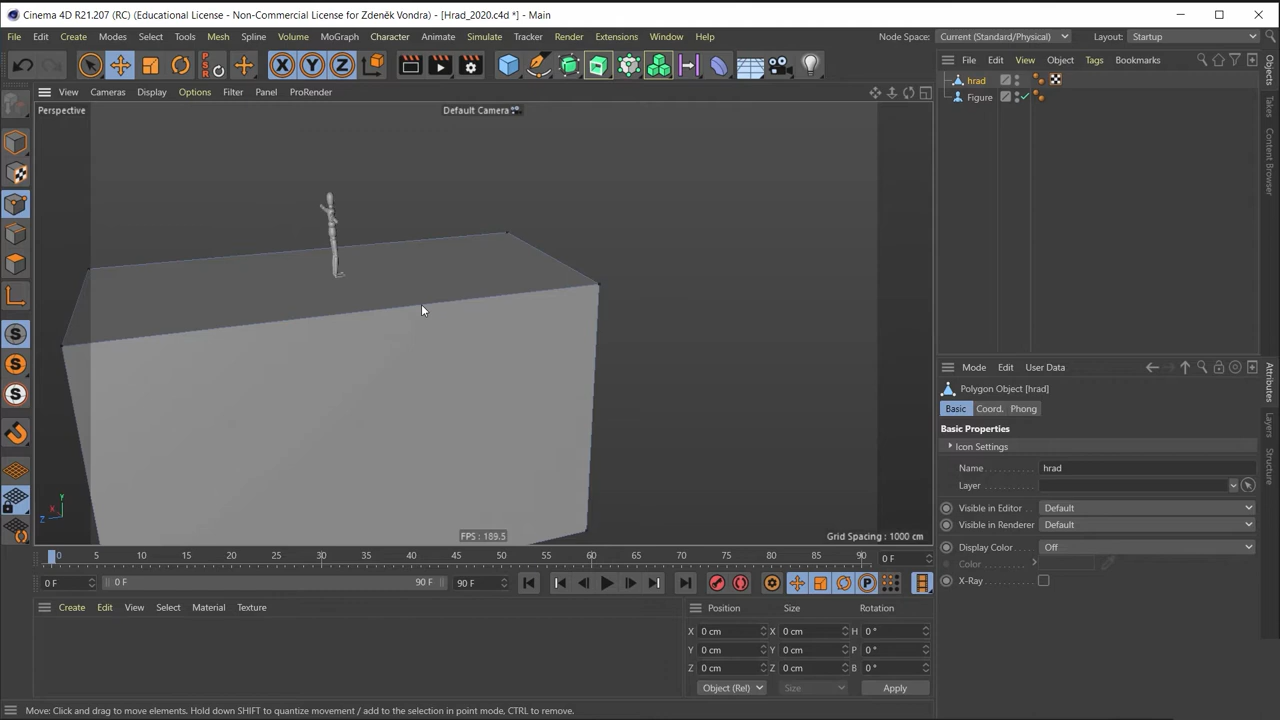 Cinema 4D R21.207 (RC) (Educational License - Non-Commercial License for Zdeněk Vondra) - [Hrad_2020.c4d *] - Main
File Edit Create Modes Select Tools Mesh Spline Volume MoGraph Character Animate Simulate Tracker Render Extensions Window Help Node Space: Current (Standard/Physical) Layout: Startup
View Cameras Display Options Filter Panel ProRender
File Edit View Object Tags Bookmarks
Perspective
Default Camera
hrad
Figure
Objects
Takes
Content Browser
Mode Edit User Data
Polygon Object [hrad]
Basic Coord. Phong
Basic Properties
Icon Settings
Name hrad
Layer
Visible in Editor Default
Visible in Renderer Default
Display Color Off
Color
X-Ray
Attributes
Layers
Structure
Y
X
Z
FPS : 189.5
Grid Spacing : 1000 cm
0 5 10 15 20 25 30 35 40 45 50 55 60 65 70 75 80 85 90 0 F
0 F 0 F 90 F 90 F
Create Edit View Select Material Texture
Position Size Rotation
X 0 cm X 0 cm H 0 °
Y 0 cm Y 0 cm P 0 °
Z 0 cm Z 0 cm B 0 °
Object (Rel) Size Apply
Move: Click and drag to move elements. Hold down SHIFT to quantize movement / add to the selection in point mode, CTRL to remove.